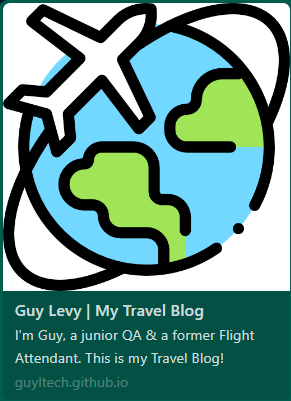 Guy Levy | My Travel Blog
I'm Guy, a junior QA & a former Flight
Attendant. This is my Travel Blog!
guyltech.github.io